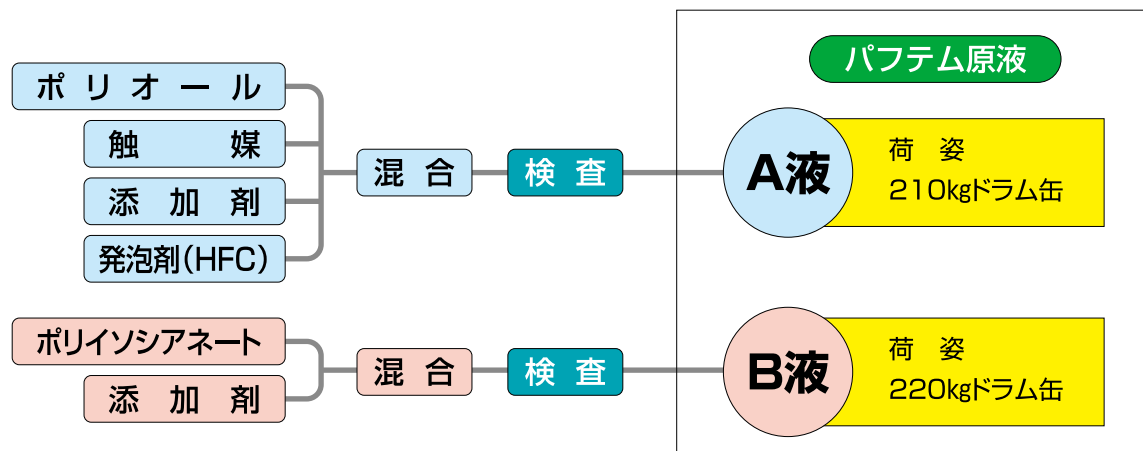 パフテム原液
ポリオール
触媒
添加剤
発泡剤(HFC)
混合
検査
A液
荷姿
210kgドラム缶
ポリイソシアネート
添加剤
混合
検査
B液
荷姿
220kgドラム缶